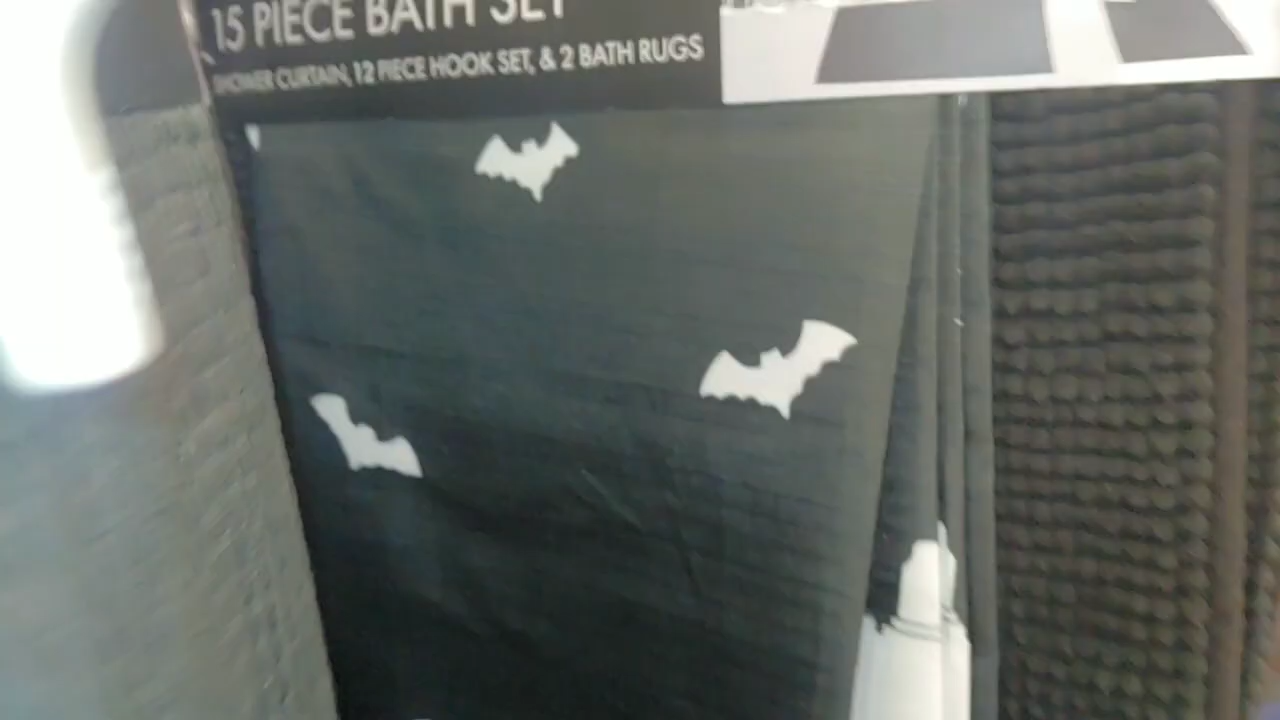 15 PIECE BATH SET
SHOWER CURTAIN, 12 PIECE HOOK SET, & 2 BATH RUGS